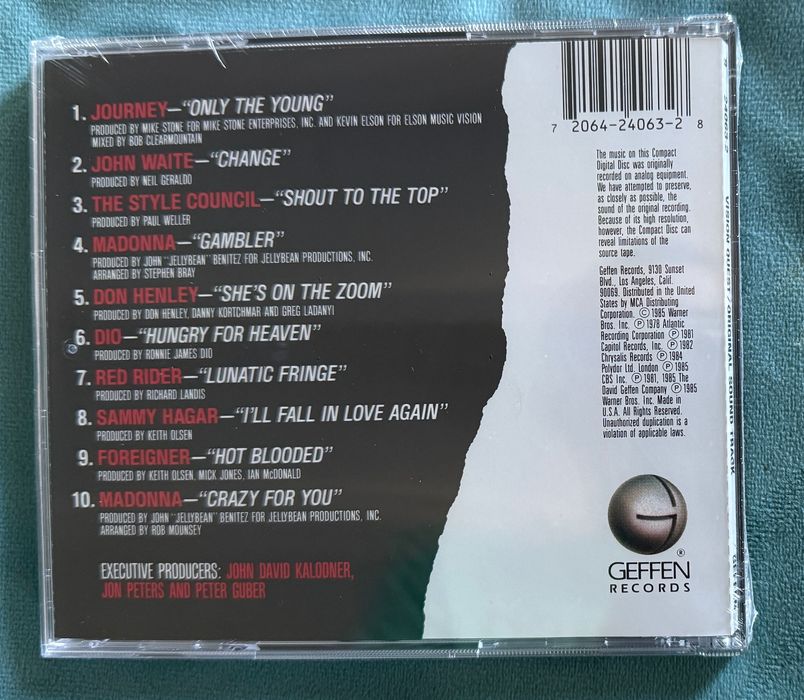 1. JOURNEY—"ONLY THE YOUNG"
PRODUCED BY MIKE STONE FOR MIKE STONE ENTERPRISES, INC. AND KEVIN ELSON FOR ELSON MUSIC VISION
MIXED BY BOB CLEARMOUNTAIN
2. JOHN WAITE—"CHANGE"
PRODUCED BY NEIL GERALDO
3. THE STYLE COUNCIL—"SHOUT TO THE TOP"
PRODUCED BY PAUL WELLER
4. MADONNA—"GAMBLER"
PRODUCED BY JOHN "JELLYBEAN" BENITEZ FOR JELLYBEAN PRODUCTIONS, INC.
ARRANGED BY STEPHEN BRAY
5. DON HENLEY—"SHE'S ON THE ZOOM"
PRODUCED BY DON HENLEY, DANNY KORTCHMAR AND GREG LADANYI
6. DIO—"HUNGRY FOR HEAVEN"
PRODUCED BY RONNIE JAMES DIO
7. RED RIDER—"LUNATIC FRINGE"
PRODUCED BY RICHARD LANDIS
8. SAMMY HAGAR—"I'LL FALL IN LOVE AGAIN"
PRODUCED BY KEITH OLSEN
9. FOREIGNER—"HOT BLOODED"
PRODUCED BY KEITH OLSEN, MICK JONES, IAN McDONALD
10. MADONNA—"CRAZY FOR YOU"
PRODUCED BY JOHN "JELLYBEAN" BENITEZ FOR JELLYBEAN PRODUCTIONS, INC.
ARRANGED BY ROB MOUNSEY
EXECUTIVE PRODUCERS: JOHN DAVID KALODNER,
JON PETERS AND PETER GUBER
7 2064-24063-2 8
The music on this Compact
Digital Disc was originally
recorded on analog equipment.
We have attempted to preserve,
as closely as possible, the
sound of the original recording.
Because of its high resolution,
however, the Compact Disc can
reveal limitations of the
source tape.
Geffen Records, 9130 Sunset
Blvd., Los Angeles, Calif.
90069. Distributed in the United
States by MCA Distributing
Corporation. © 1985 Warner
Bros. Inc. ℗ 1978 Atlantic
Recording Corporation ℗ 1981
Capitol Records, Inc. ℗ 1982
Chrysalis Records ℗ 1984
Polydor Ltd. London ℗ 1985
CBS Inc. ℗ 1981, 1985 The
David Geffen Company ℗ 1985
Warner Bros. Inc. Made in
U.S.A. All Rights Reserved.
Unauthorized duplication is a
violation of applicable laws.
®
GEFFEN
RECORDS
VISION QUEST/ORIGINAL SOUND TRACK